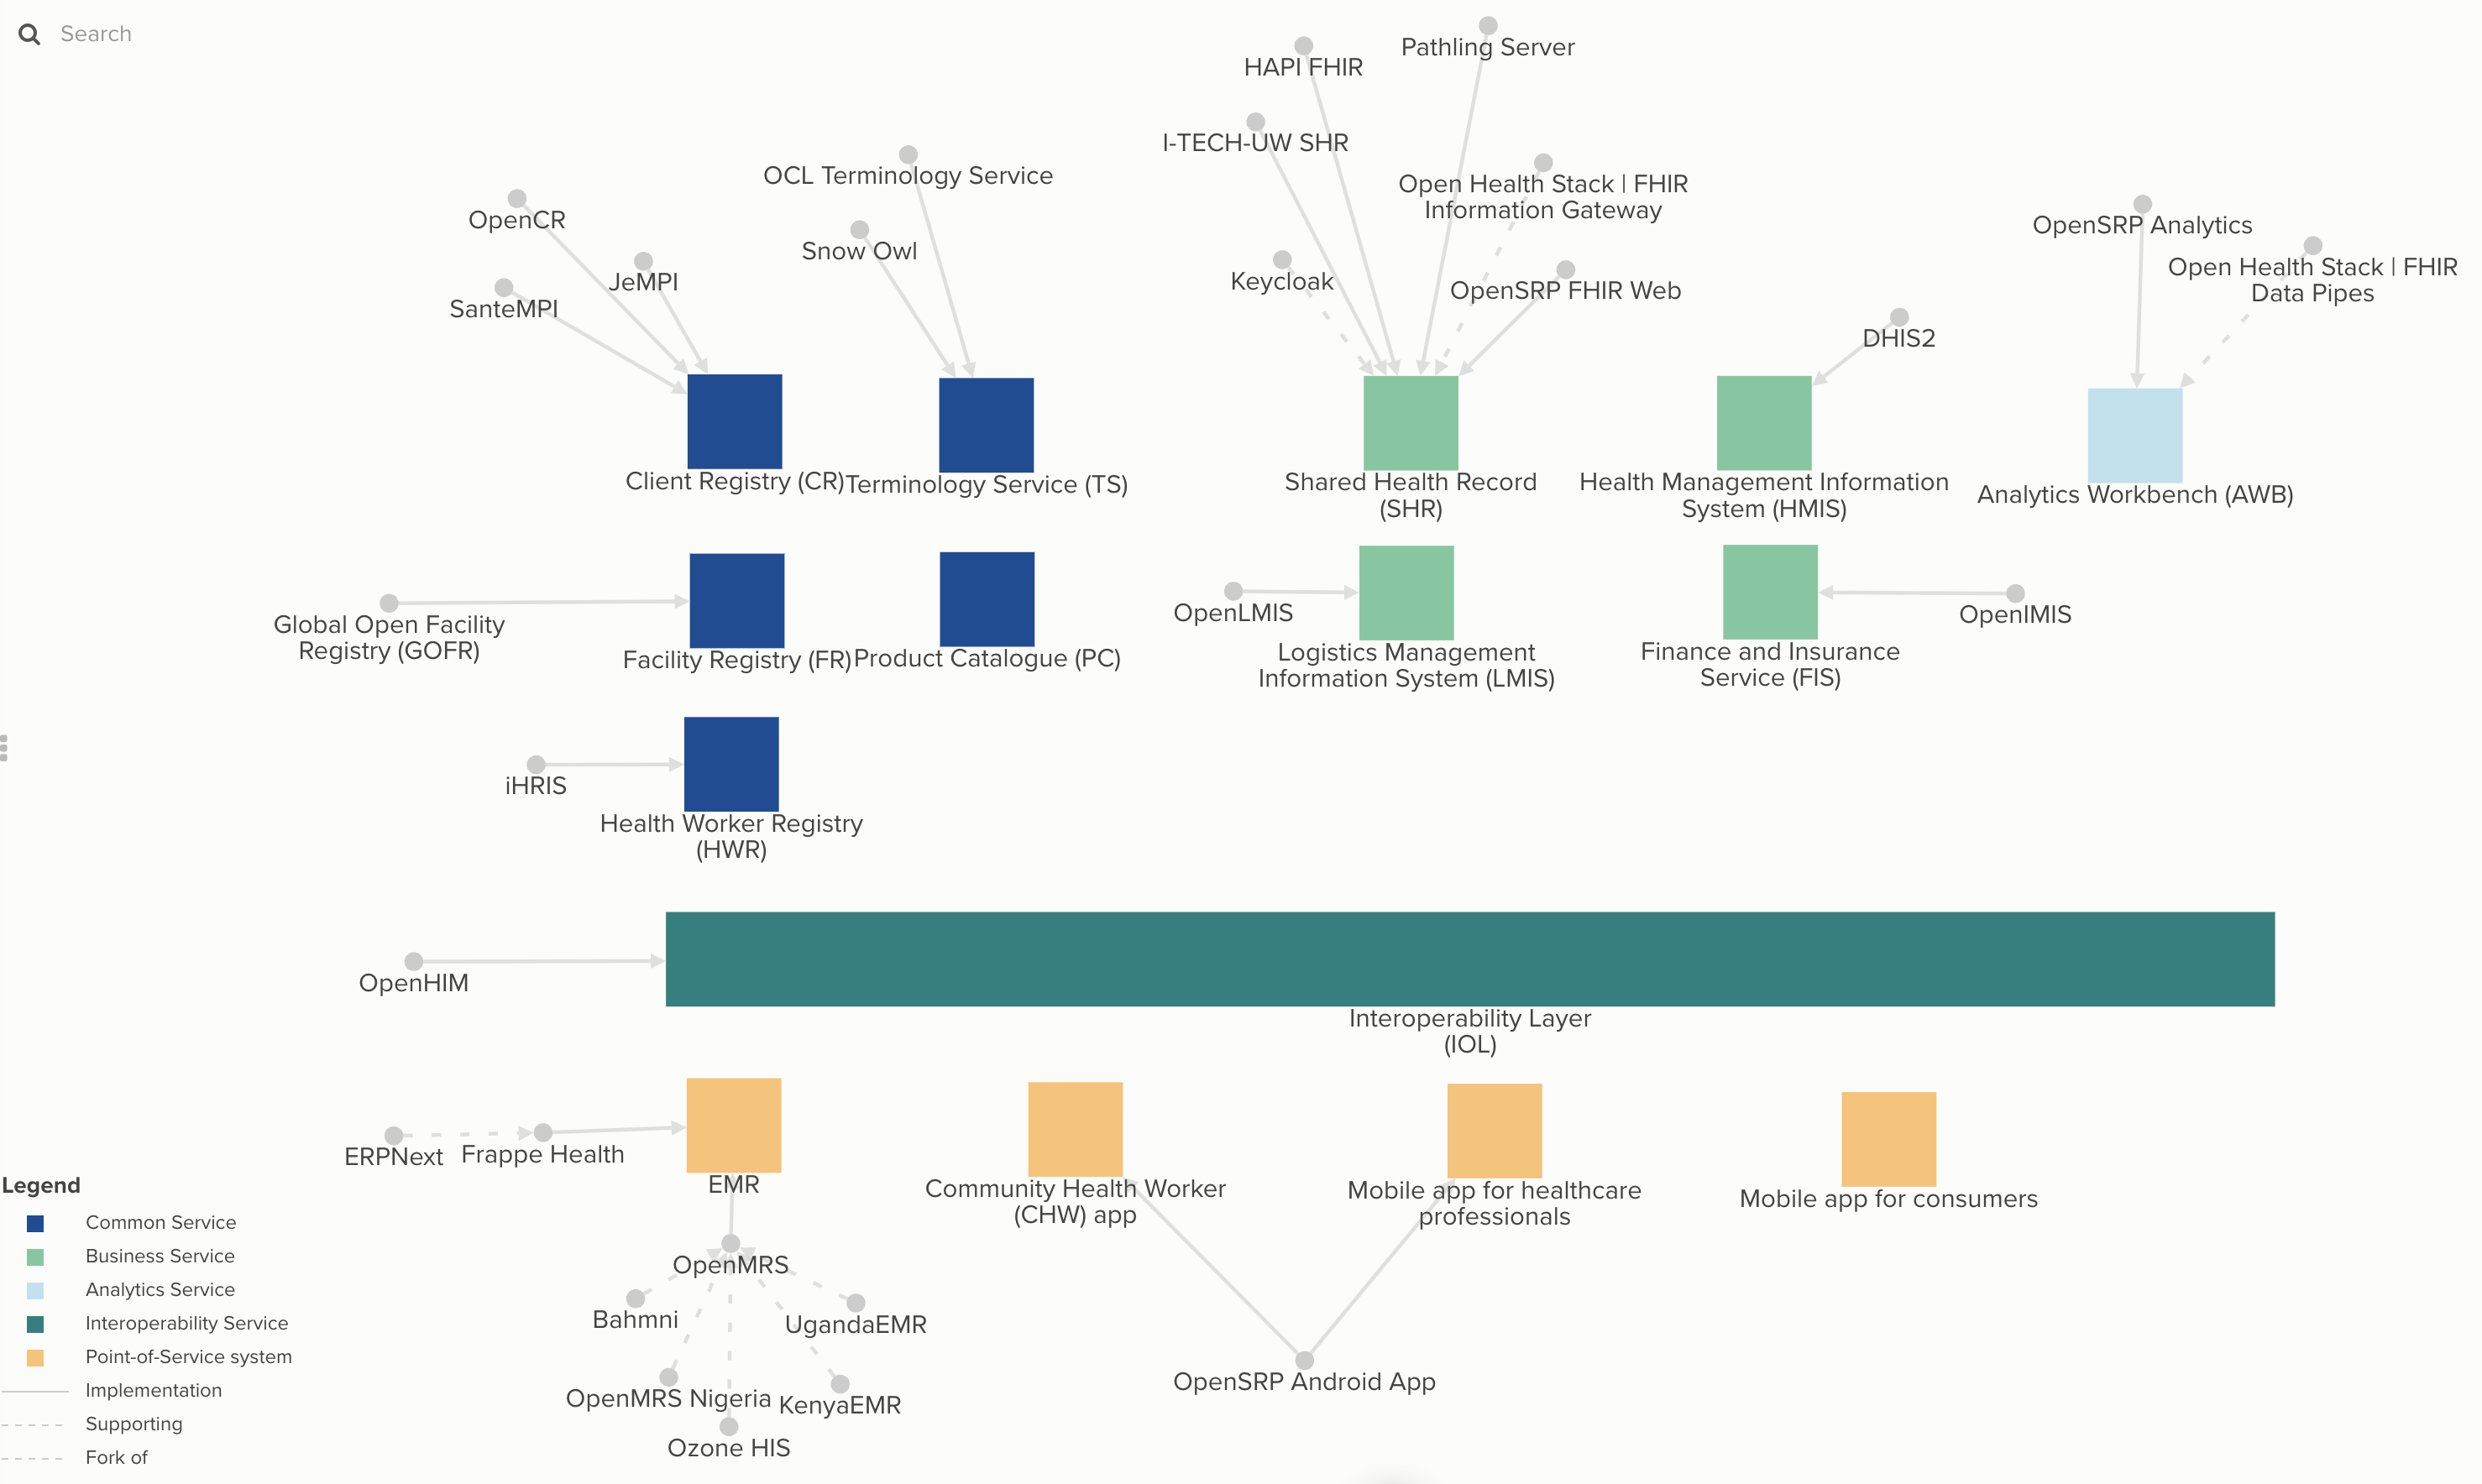 Search
Pathling Server
HAPI FHIR
I-TECH-UW SHR
OCL Terminology Service
Open Health Stack | FHIR
Information Gateway
OpenCR
OpenSRP Analytics
Snow Owl
Open Health Stack | FHIR
Data Pipes
JeMPI
Keycloak
OpenSRP FHIR Web
SanteMPI
DHIS2
Client Registry (CR)
Terminology Service (TS)
Shared Health Record
(SHR)
Health Management Information
System (HMIS)
Analytics Workbench (AWB)
Global Open Facility
Registry (GOFR)
Facility Registry (FR)
Product Catalogue (PC)
OpenLMIS
Logistics Management
Information System (LMIS)
Finance and Insurance
Service (FIS)
OpenIMIS
iHRIS
Health Worker Registry
(HWR)
OpenHIM
Interoperability Layer
(IOL)
ERPNext
Frappe Health
EMR
Community Health Worker
(CHW) app
Mobile app for healthcare
professionals
Mobile app for consumers
OpenMRS
Bahmni
UgandaEMR
OpenMRS Nigeria
KenyaEMR
Ozone HIS
OpenSRP Android App
Legend
Common Service
Business Service
Analytics Service
Interoperability Service
Point-of-Service system
Implementation
Supporting
Fork of